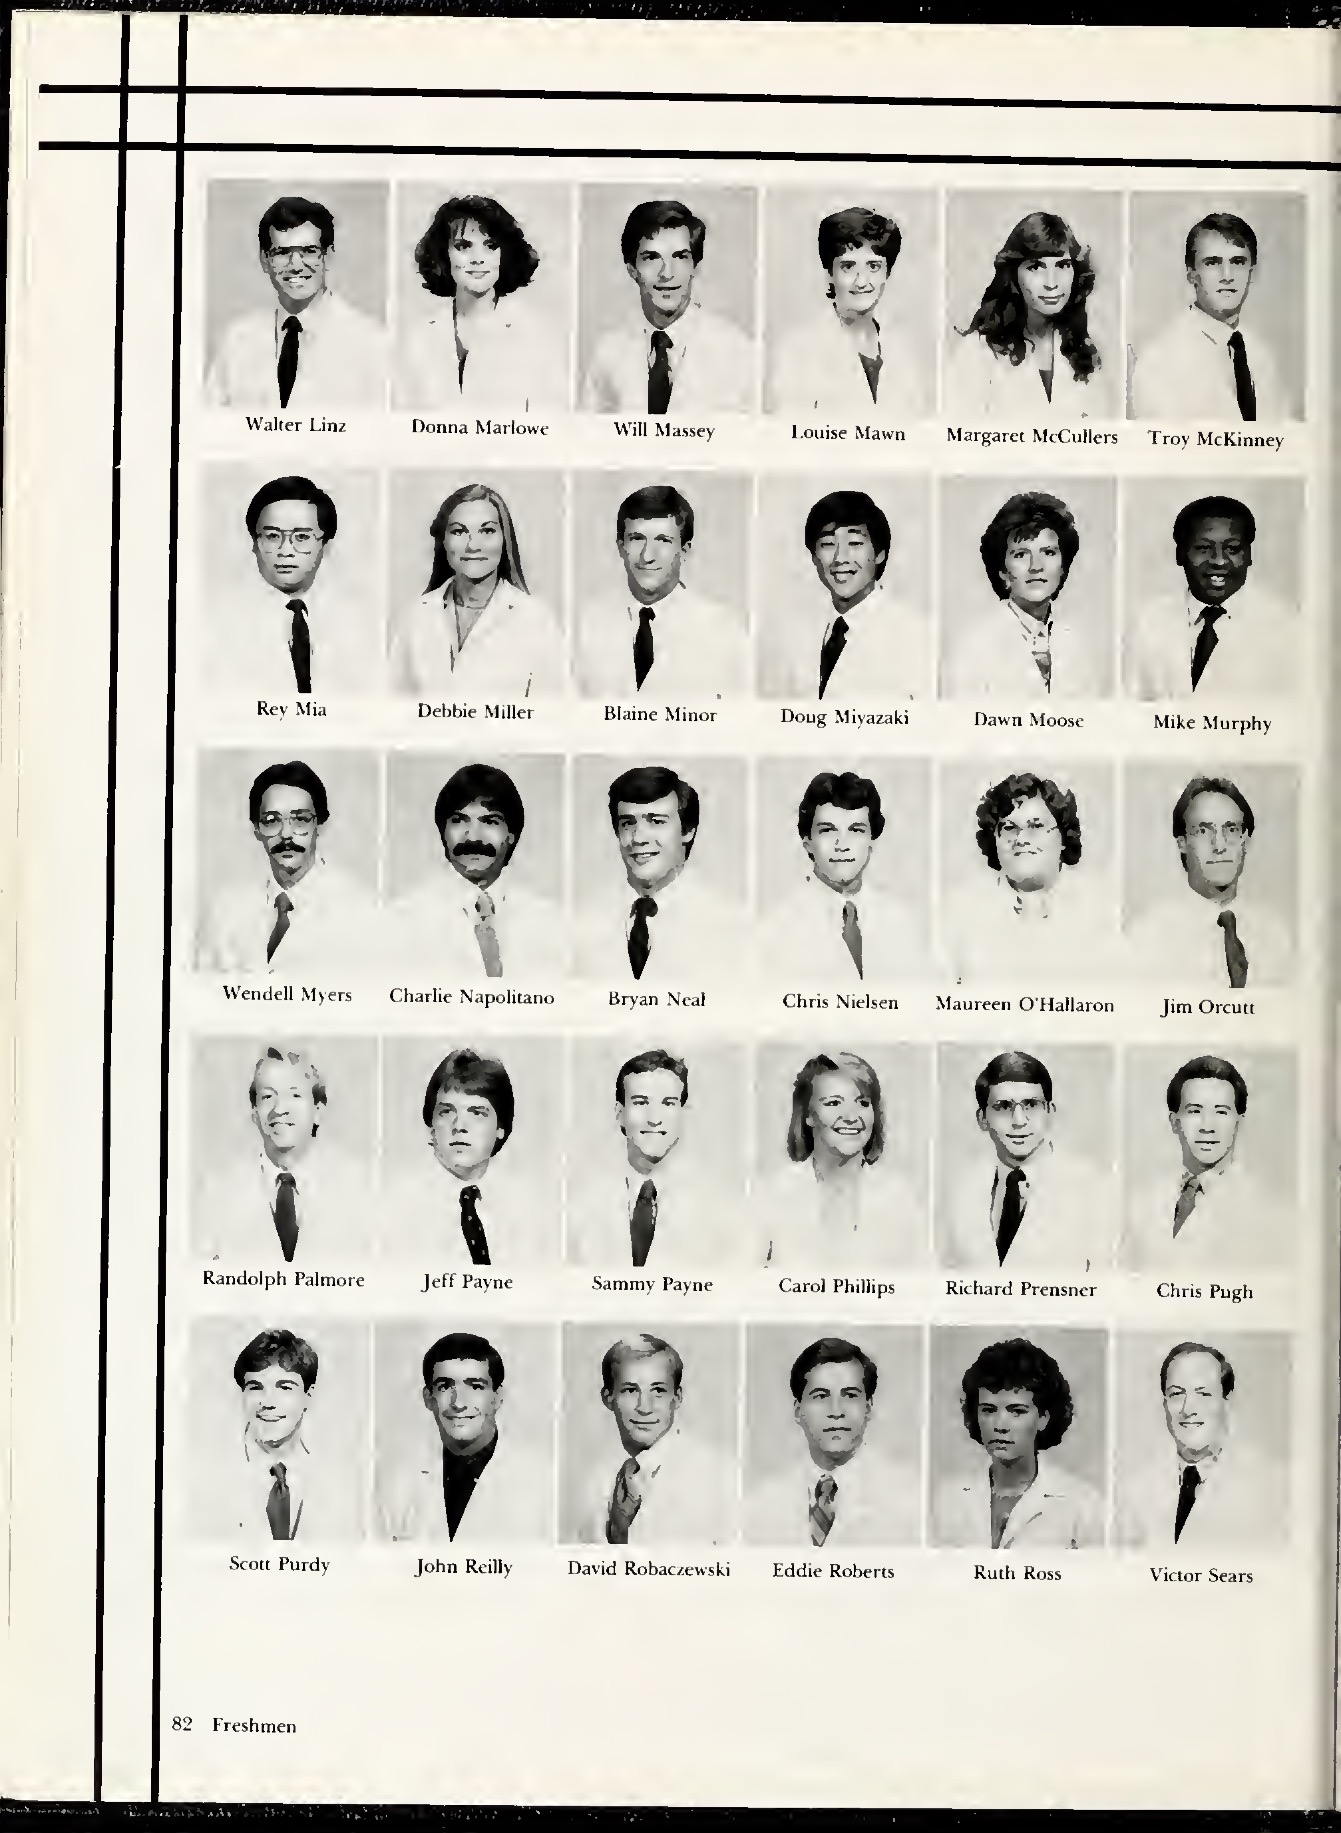 Walter Linz Donna Marlowe Will Massey Louise Mawn Margaret McCullers Troy McKinney
Rey Mia Debbie Miller Blaine Minor Doug Miyazaki Dawn Moose Mike Murphy
Wendell Myers Charlie Napolitano Bryan Neal Chris Nielsen Maureen O'Hallaron Jim Orcutt
Randolph Palmore Jeff Payne Sammy Payne Carol Phillips Richard Prensner Chris Pugh
Scott Purdy John Reilly David Robaczewski Eddie Roberts Ruth Ross Victor Sears
82 Freshmen